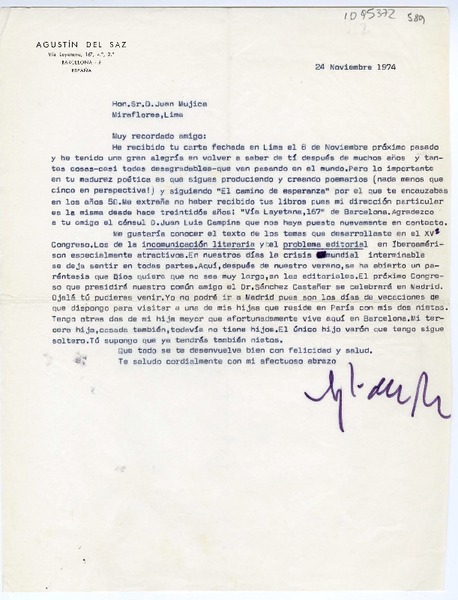 1095372 589
AGUSTÍN DEL SAZ
Vía Layetana, 167, 4.º, 2.ª
BARCELONA - 9
ESPAÑA
24 Noviembre 1974
Hon.Sr.D.Juan Mujica
Miraflores,Lima
Muy recordado amigo:
He recibido tu carta fechada en Lima el 6 de Noviembre próximo pasado
y he tenido una gran alegría en volver a saber de tí después de muchos años y tan-
tas cosas-casi todas desagradables-que van pasando en el mundo.Pero lo importante
en tu madurez poética es que sigues produciendo y creando poemarios (nada menos que
cinco en perspectiva!) y siguiendo "El camino de esperanza" por el que te encauzabas
en los años 50.Me extraña no haber recibido tus libros pues mi dirección particular
es la misma desde hace treintidós años: "Vía Layetana,167" de Barcelona.Agradezco
a tu amigo el cónsul D.Juan Luis Campins que nos haya puesto nuevamente en contacto.
Me gustaría conocer el texto de los temas que desarrollaste en el XVº
Congreso.Los de la incomunicación literaria y el problema editorial en Iberoaméri-
son especialmente atractivos.En nuestros días la crisis mundial interminable
se deja sentir en todas partes.Aquí,después de nuestro verano,se ha abierto un pa-
réntesis que Dios quiera que no sea muy largo,en las editoriales.El próximo Congre-
so que presidiré nuestro común amigo el Dr.Sánchez Castañer se celebrará en Madrid.
Ojalá tú pudieras venir.Yo no podré ir a Madrid pues son los días de vacaciones de
que dispongo para visitar a una de mis hijas que reside en París con mis dos nietas.
Tengo otras dos de mi hija mayor que afortunadamente vive aquí en Barcelona.Mi ter-
cera hija,casada también,todavía no tiene hijos.El único hijo varón que tengo sigue
soltero.Tú supongo que ya tendrás también nietos.
Que todo se te desenvuelva bien con felicidad y salud.
Te saludo cordialmente con mi afectuoso abrazo